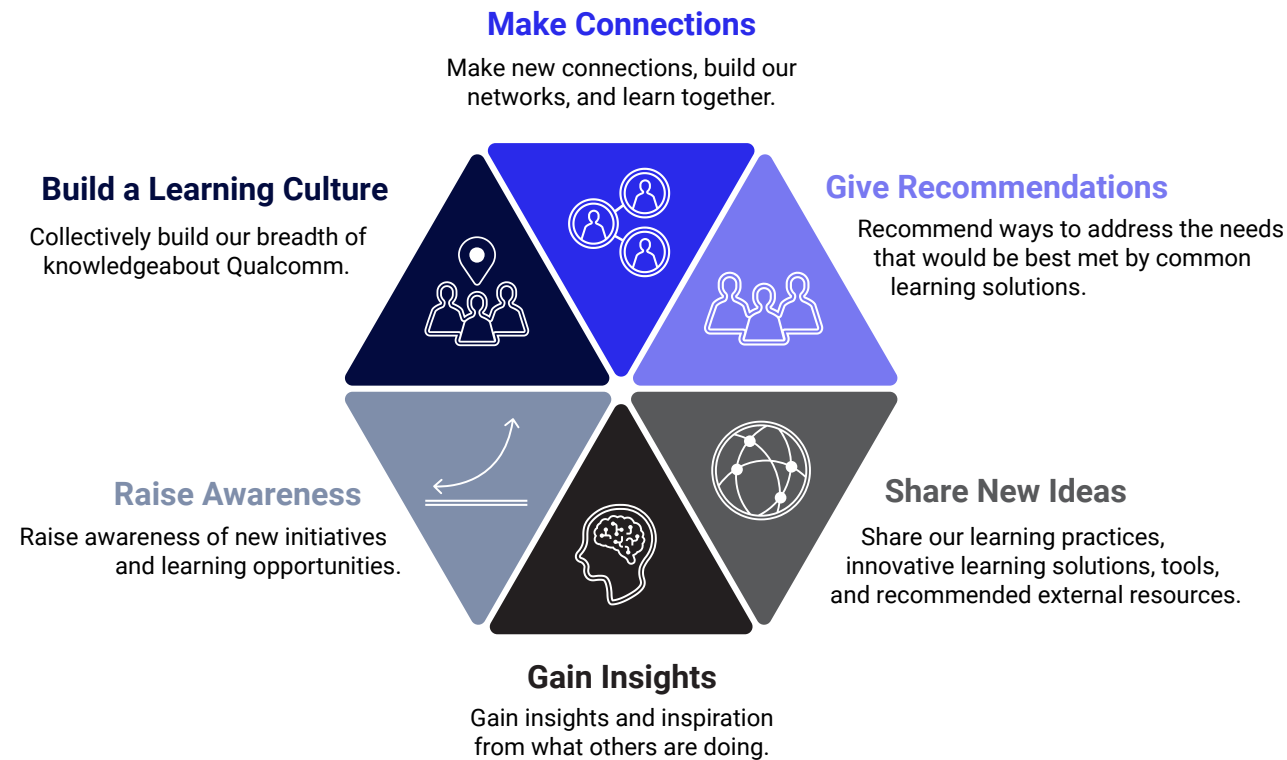 Make Connections
Make new connections, build our
networks, and learn together.
Build a Learning Culture
Collectively build our breadth of
knowledgeabout Qualcomm.
Give Recommendations
Recommend ways to address the needs
that would be best met by common
learning solutions.
Raise Awareness
Raise awareness of new initiatives
and learning opportunities.
Share New Ideas
Share our learning practices,
innovative learning solutions, tools,
and recommended external resources.
Gain Insights
Gain insights and inspiration
from what others are doing.